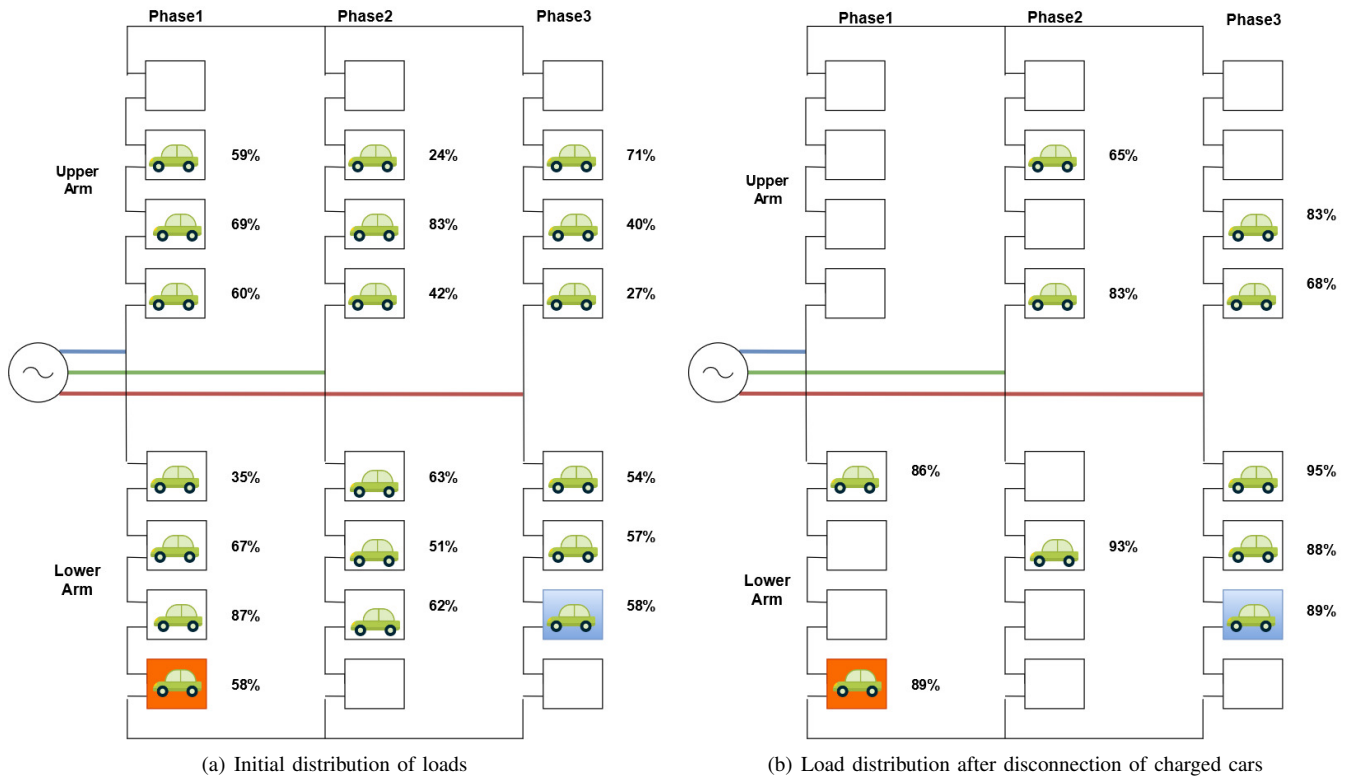 Phase1
Phase2
Phase3
59%
24%
71%
Upper
Arm
69%
83%
40%
60%
42%
27%
35%
63%
54%
67%
51%
57%
Lower
Arm
87%
62%
58%
58%
(a) Initial distribution of loads
Phase1
Phase2
Phase3
65%
Upper
Arm
83%
83%
68%
86%
95%
93%
88%
Lower
Arm
89%
89%
(b) Load distribution after disconnection of charged cars